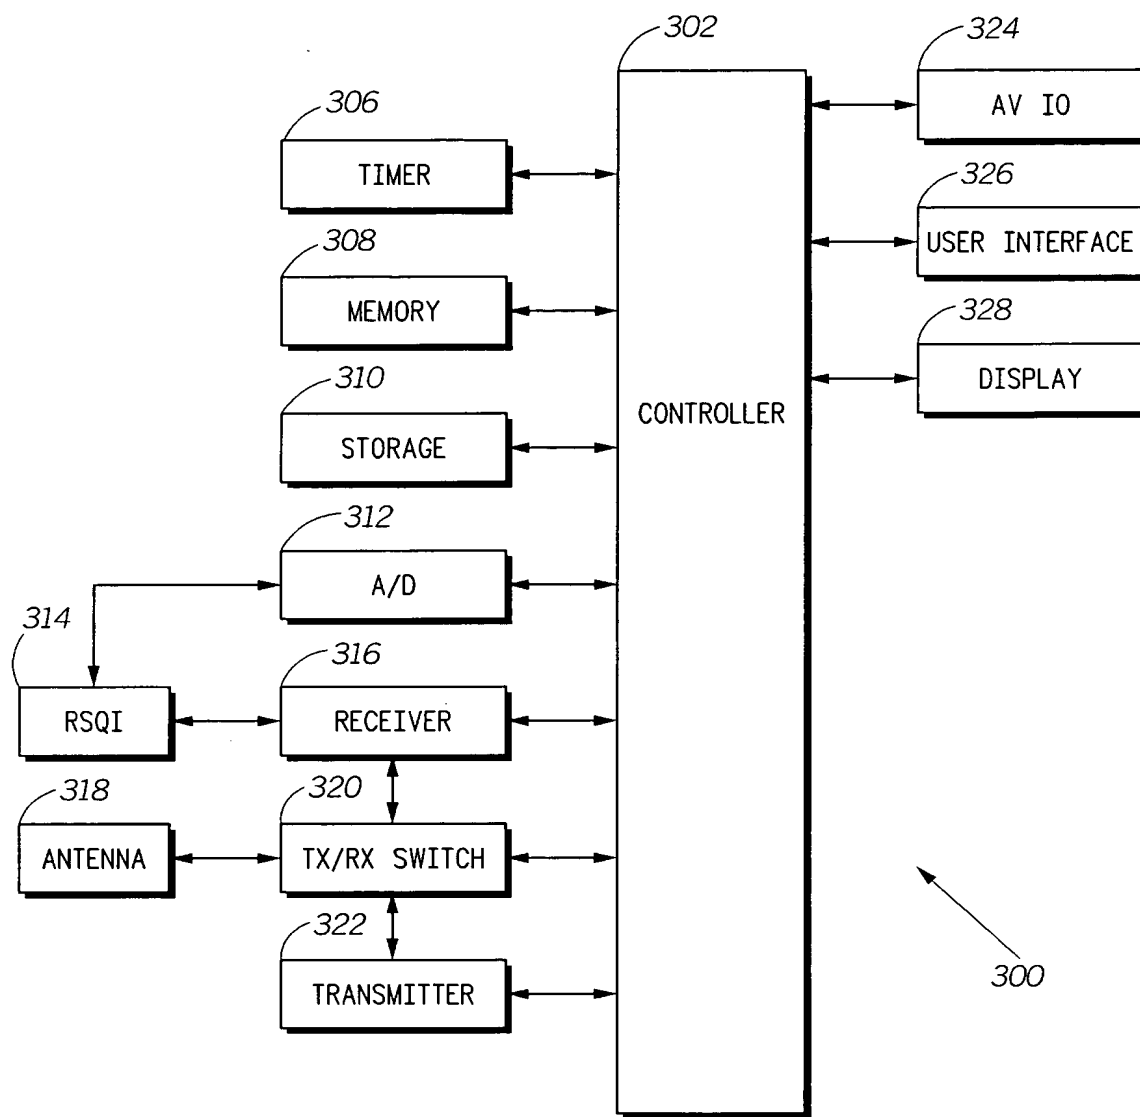 302
324
AV IO
306
TIMER
326
USER INTERFACE
308
MEMORY
328
DISPLAY
310
STORAGE
CONTROLLER
312
A/D
314
RSQI
316
RECEIVER
318
ANTENNA
320
TX/RX SWITCH
322
TRANSMITTER
300